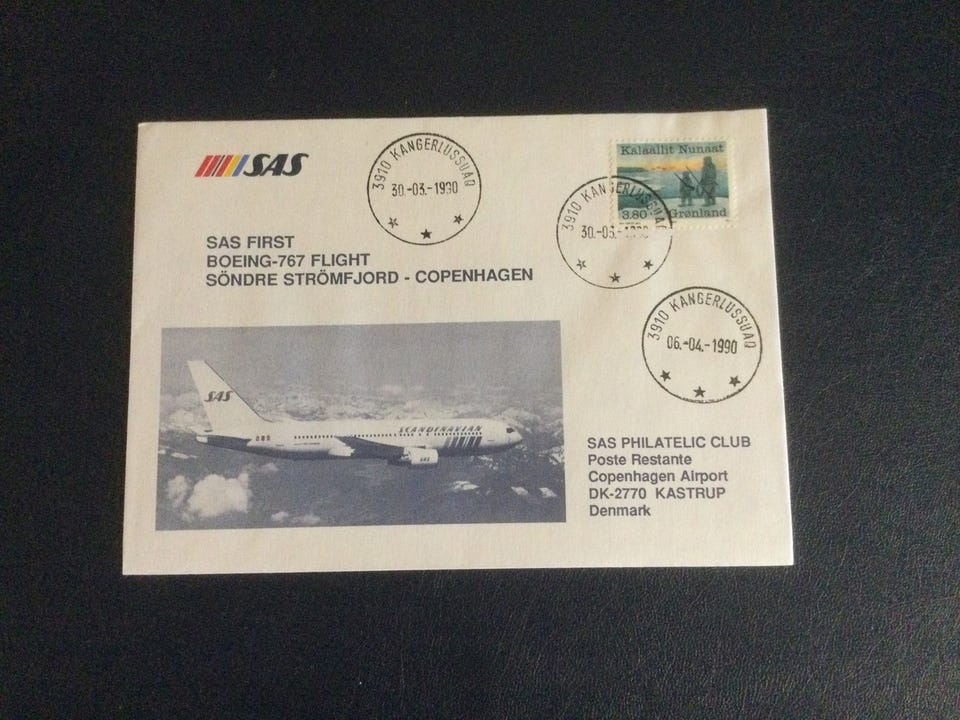 SAS
SAS FIRST
BOEING-767 FLIGHT
SÖNDRE STRÖMFJORD - COPENHAGEN
3910 KANGERLUSSUAQ
30.-03.-1990
Kalaallit Nunaat
3.80 Grønland
3910 KANGERLUSSUAQ
30.-03.-1990
3910 KANGERLUSSUAQ
06.-04.-1990
SAS
SCANDINAVIAN
SAS
SAS PHILATELIC CLUB
Poste Restante
Copenhagen Airport
DK-2770 KASTRUP
Denmark